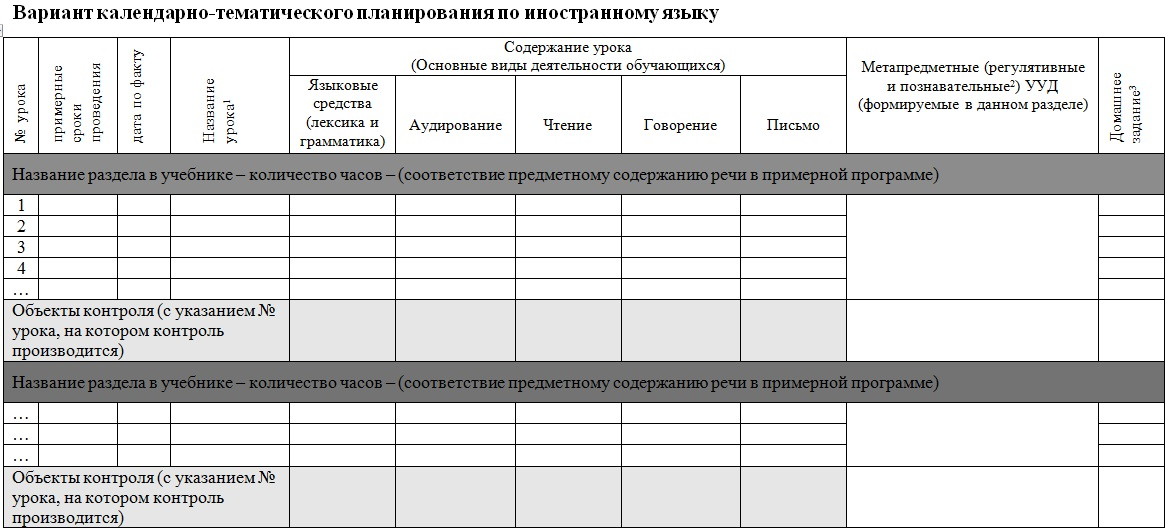 Вариант календарно-тематического планирования по иностранному языку
№ урока
примерные
сроки
проведения
дата по факту
Название
урока¹
Содержание урока
(Основные виды деятельности обучающихся)
Языковые
средства
(лексика и
грамматика)
Аудирование
Чтение
Говорение
Письмо
Метапредметные (регулятивные
и познавательные²) УУД
(формируемые в данном разделе)
Домашнее
задание³
Название раздела в учебнике – количество часов – (соответствие предметному содержанию речи в примерной программе)
1
2
3
4
…
Объекты контроля (с указанием №
урока, на котором контроль
производится)
Название раздела в учебнике – количество часов – (соответствие предметному содержанию речи в примерной программе)
…
…
…
Объекты контроля (с указанием №
урока, на котором контроль
производится)